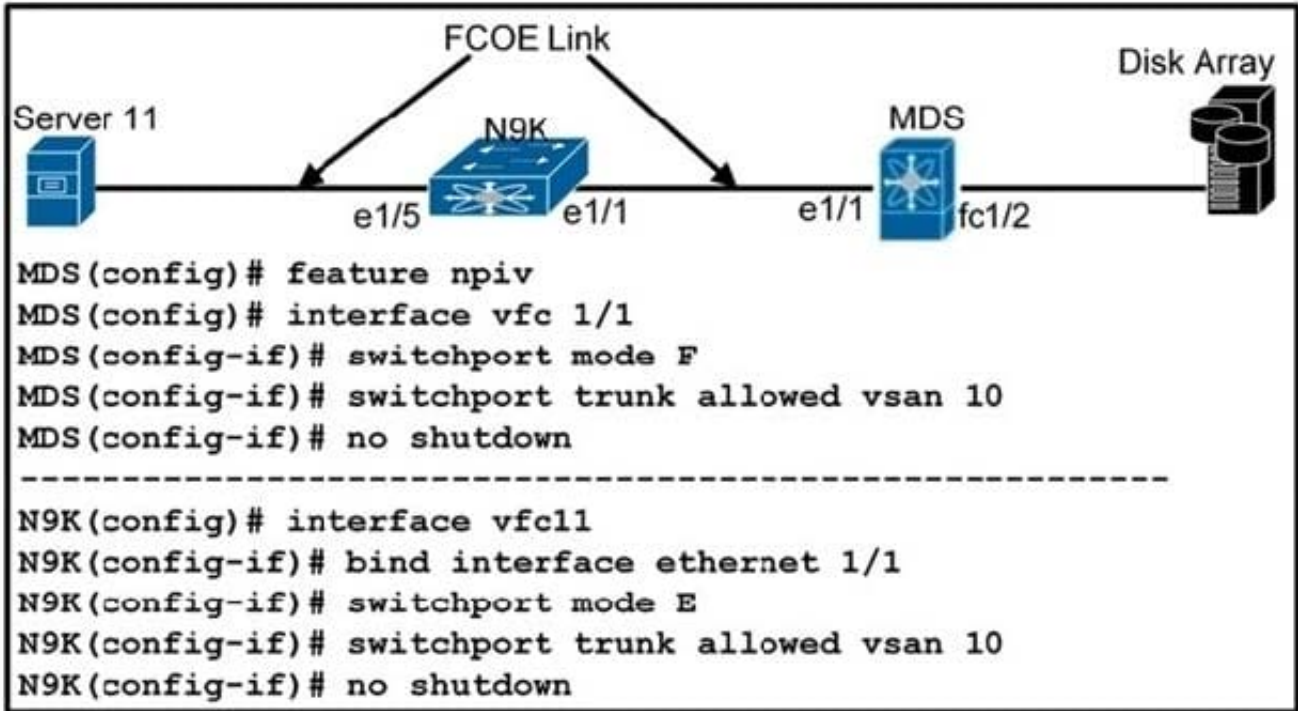 FCOE Link
Disk Array
Server 11
N9K
MDS
e1/5
e1/1
e1/1
fc1/2
MDS(config)# feature npiv
MDS(config)# interface vfc 1/1
MDS(config-if)# switchport mode F
MDS(config-if)# switchport trunk allowed vsan 10
MDS(config-if)# no shutdown
--------------------------------------------------
N9K(config)# interface vfc11
N9K(config-if)# bind interface ethernet 1/1
N9K(config-if)# switchport mode E
N9K(config-if)# switchport trunk allowed vsan 10
N9K(config-if)# no shutdown